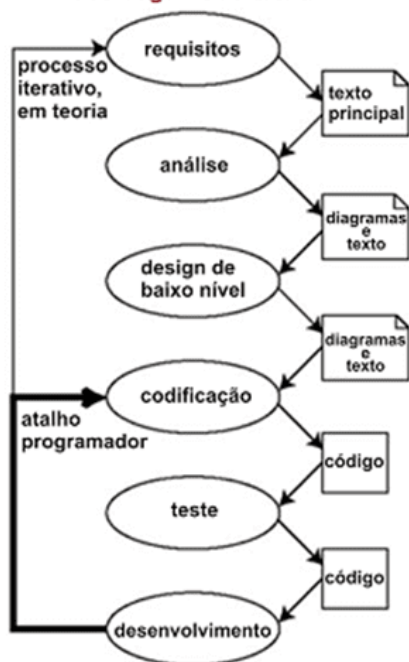 requisitos
processo
iterativo,
em teoria
texto
principal
análise
diagramas
e
texto
design de
baixo nível
diagramas
e
texto
codificação
atalho
programador
código
teste
código
desenvolvimento